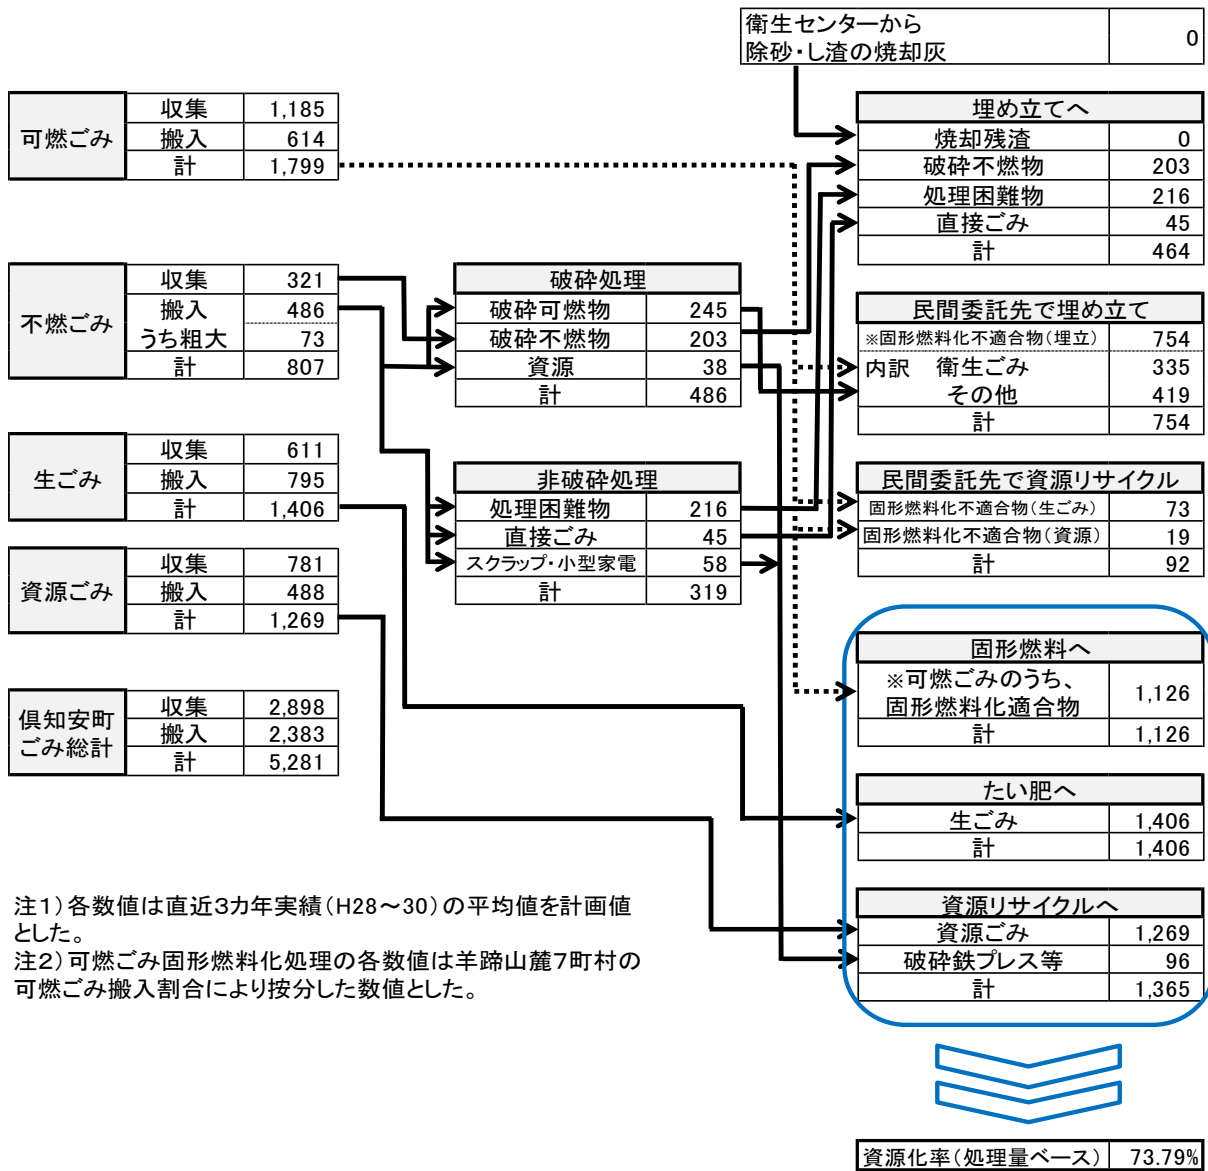 衛生センターから
除砂・し渣の焼却灰 0
可燃ごみ
収集 1,185
搬入 614
計 1,799
不燃ごみ
収集 321
搬入 486
うち粗大 73
計 807
生ごみ
収集 611
搬入 795
計 1,406
資源ごみ
収集 781
搬入 488
計 1,269
倶知安町
ごみ総計
収集 2,898
搬入 2,383
計 5,281
破砕処理
破砕可燃物 245
破砕不燃物 203
資源 38
計 486
非破砕処理
処理困難物 216
直接ごみ 45
スクラップ・小型家電 58
計 319
埋め立てへ
焼却残渣 0
破砕不燃物 203
処理困難物 216
直接ごみ 45
計 464
民間委託先で埋め立て
※固形燃料化不適合物(埋立) 754
内訳 衛生ごみ 335
その他 419
計 754
民間委託先で資源リサイクル
固形燃料化不適合物(生ごみ) 73
固形燃料化不適合物(資源) 19
計 92
固形燃料へ
※可燃ごみのうち、
固形燃料化適合物 1,126
計 1,126
たい肥へ
生ごみ 1,406
計 1,406
資源リサイクルへ
資源ごみ 1,269
破砕鉄プレス等 96
計 1,365
注1)各数値は直近3カ年実績(H28～30)の平均値を計画値
とした。
注2)可燃ごみ固形燃料化処理の各数値は羊蹄山麓7町村の
可燃ごみ搬入割合により按分した数値とした。
資源化率(処理量ベース) 73.79%